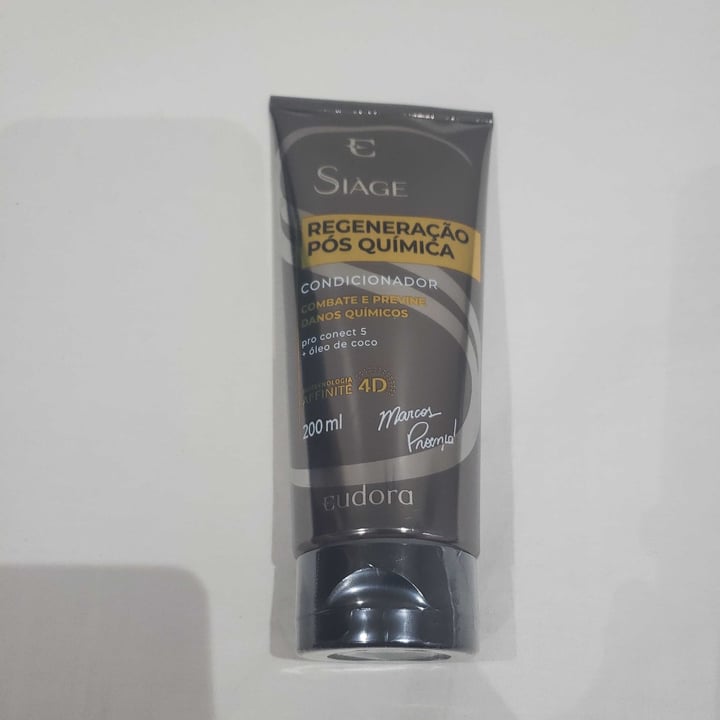 E
SIÀGE
REGENERAÇÃO
PÓS QUÍMICA
CONDICIONADOR
COMBATE E PREVINE
DANOS QUÍMICOS
pro conect 5
+ óleo de coco
AFFINITÉ 4D
200 ml
Marcos
Proença!
eudora